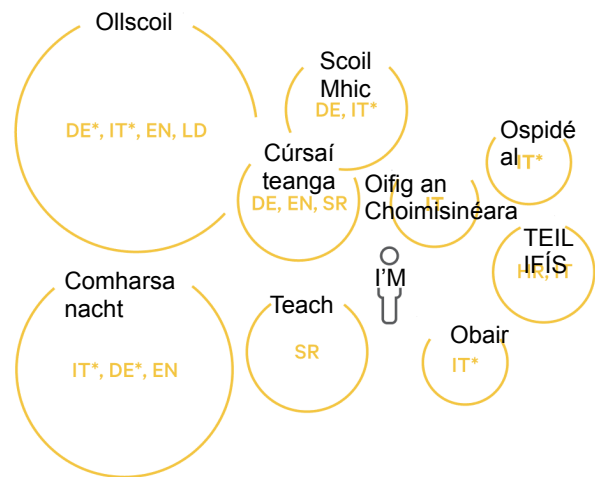 Ollscoil
DE*, IT*, EN, LD
Scoil
Mhic
DE, IT*
Cúrsaí
teanga
DE, EN, SR
Oifig an
Choimisinéara
IT
Ospidé
al
IT*
TEIL
IFÍS
HR, IT
Comharsa
nacht
IT*, DE*, EN
Teach
SR
I'M
Obair
IT*